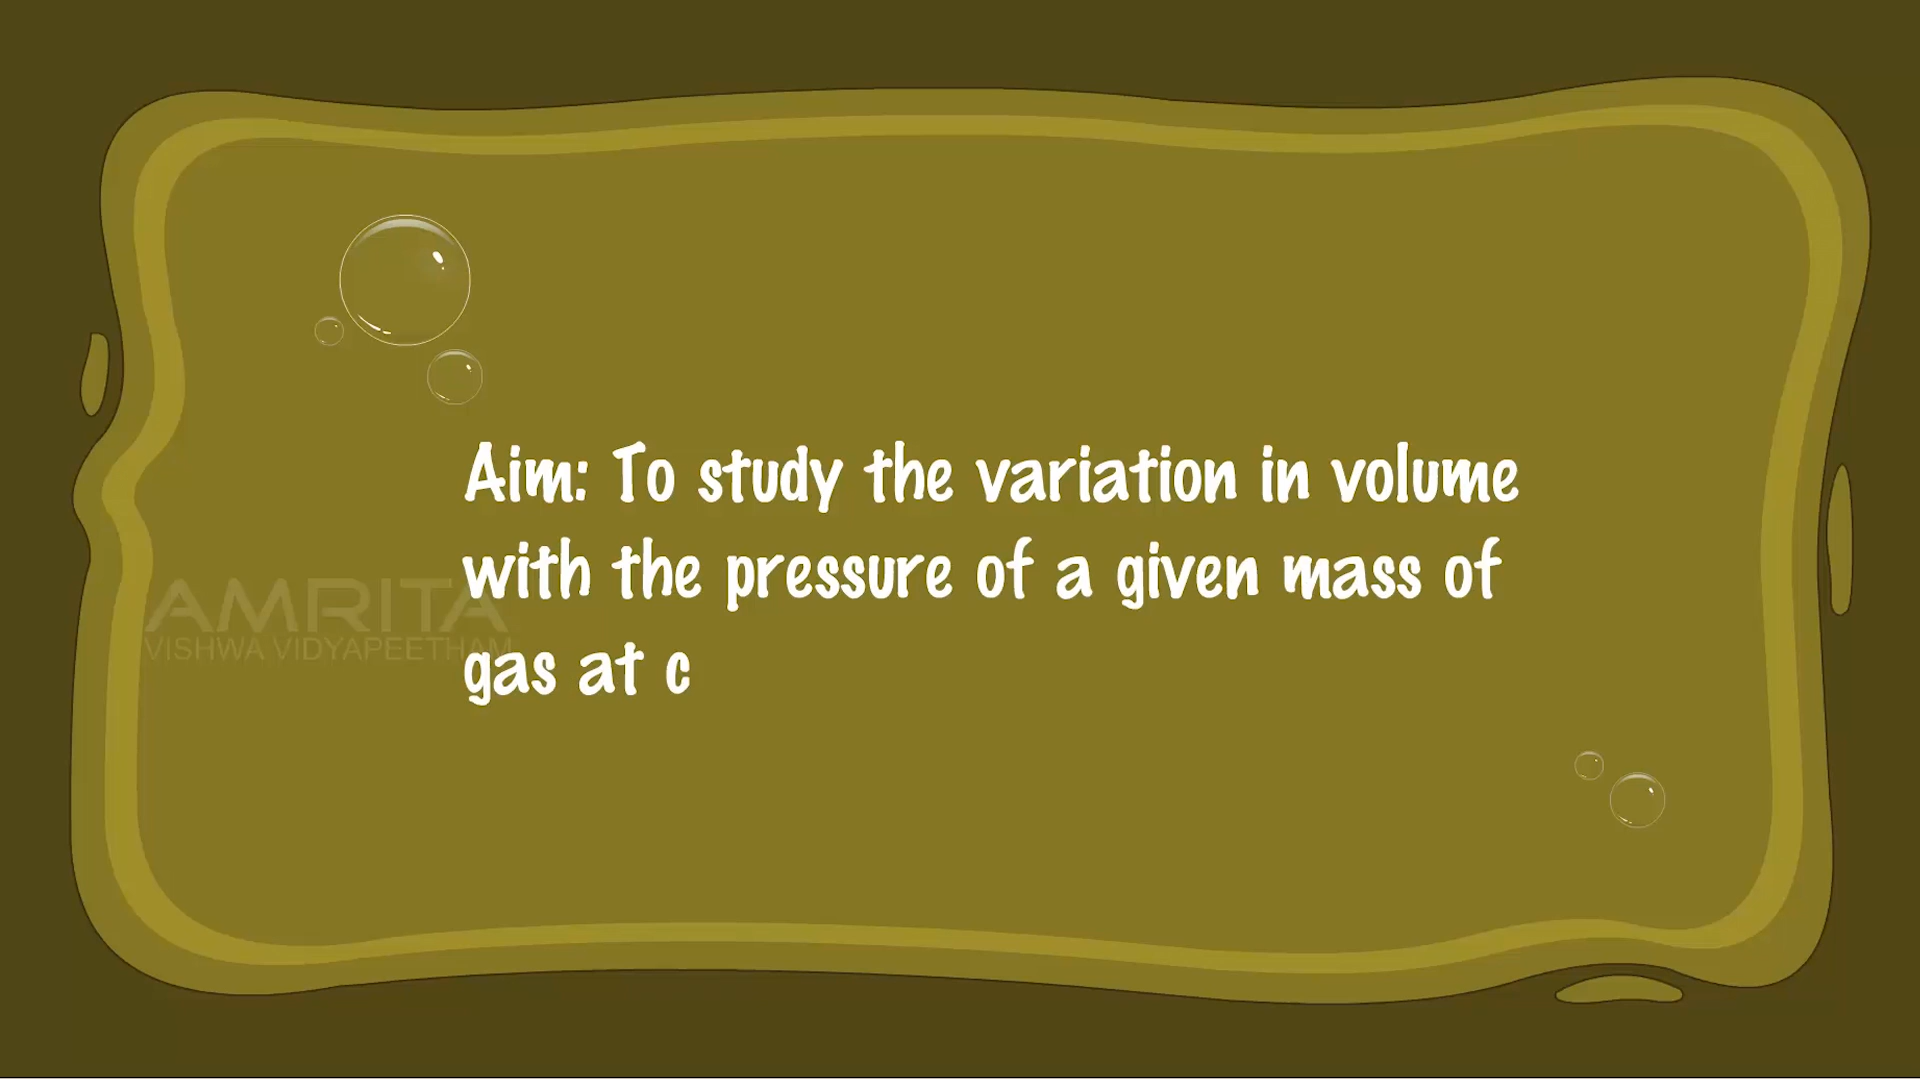 Aim: To study the variation in volume
with the pressure of a given mass of
gas at c
AMRITA
VISHWA VIDYAPEETHAM